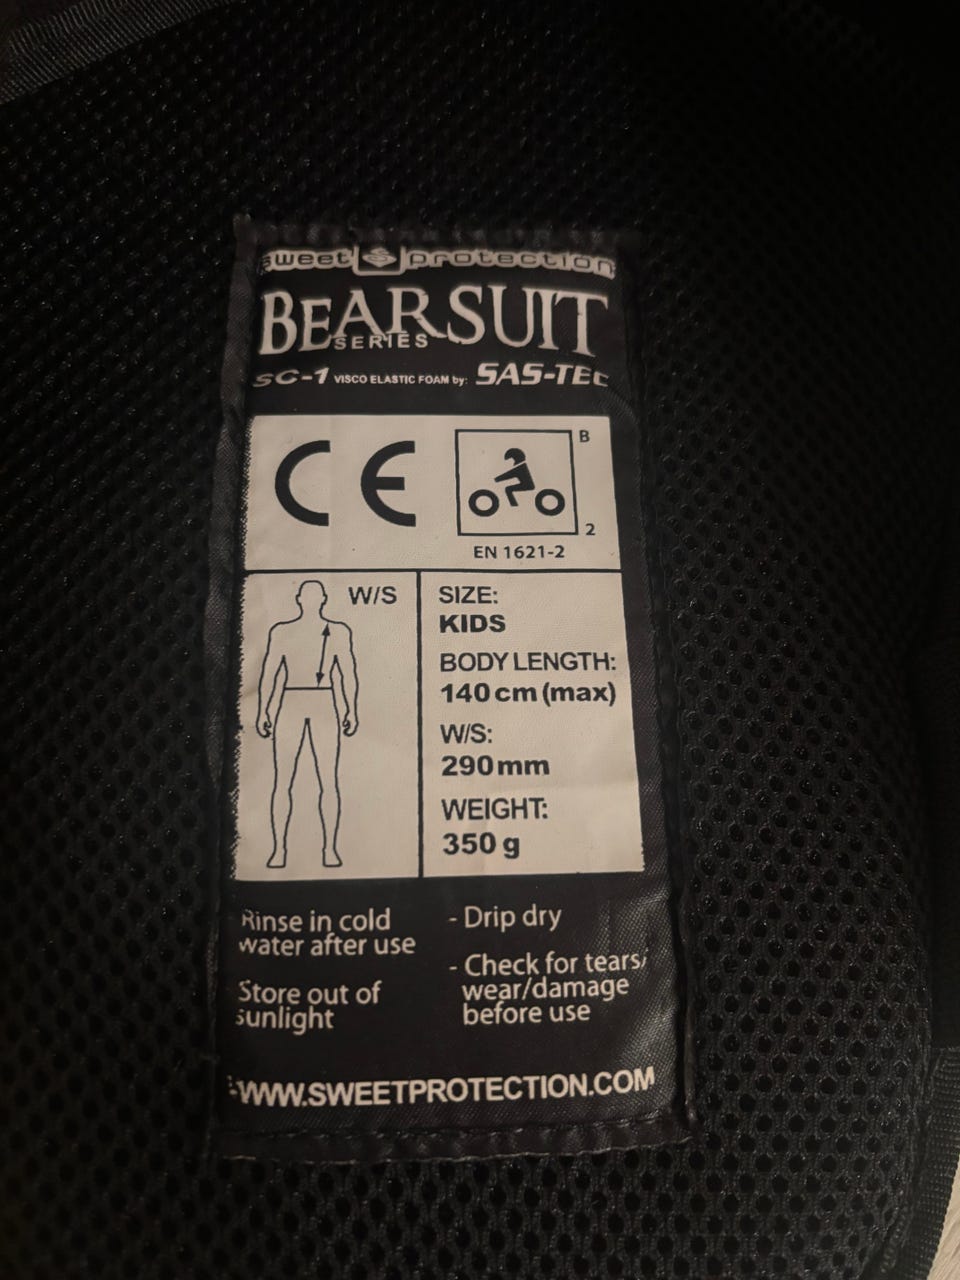 sweet protection
BEARSUIT
SERIES
SC-1 VISCO ELASTIC FOAM by: SAS-TEC
CE
B
2
EN 1621-2
W/S
SIZE:
KIDS
BODY LENGTH:
140 cm (max)
W/S:
290 mm
WEIGHT:
350 g
Rinse in cold
water after use
Store out of
sunlight
- Drip dry
- Check for tears/
wear/damage
before use
WWW.SWEETPROTECTION.COM